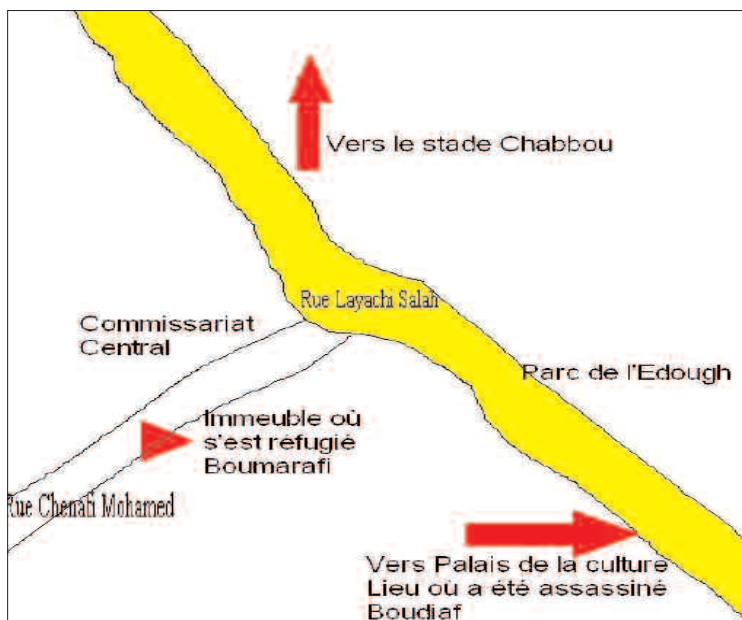 Vers le stade Chabbou
Rue Layachi Salah
Commissariat
Central
Parc de l'Edough
Immeuble où
s'est réfugié
Boumarafi
Rue Chenafi Mohamed
Vers Palais de la culture
Lieu où a été assassiné
Boudiaf